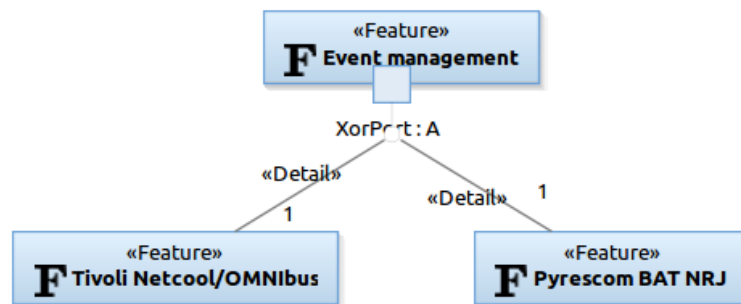 «Feature»
F Event management
XorPort : A
«Detail»
«Detail»
1
1
«Feature»
F Tivoli Netcool/OMNIbus
«Feature»
F Pyrescom BAT NRJ